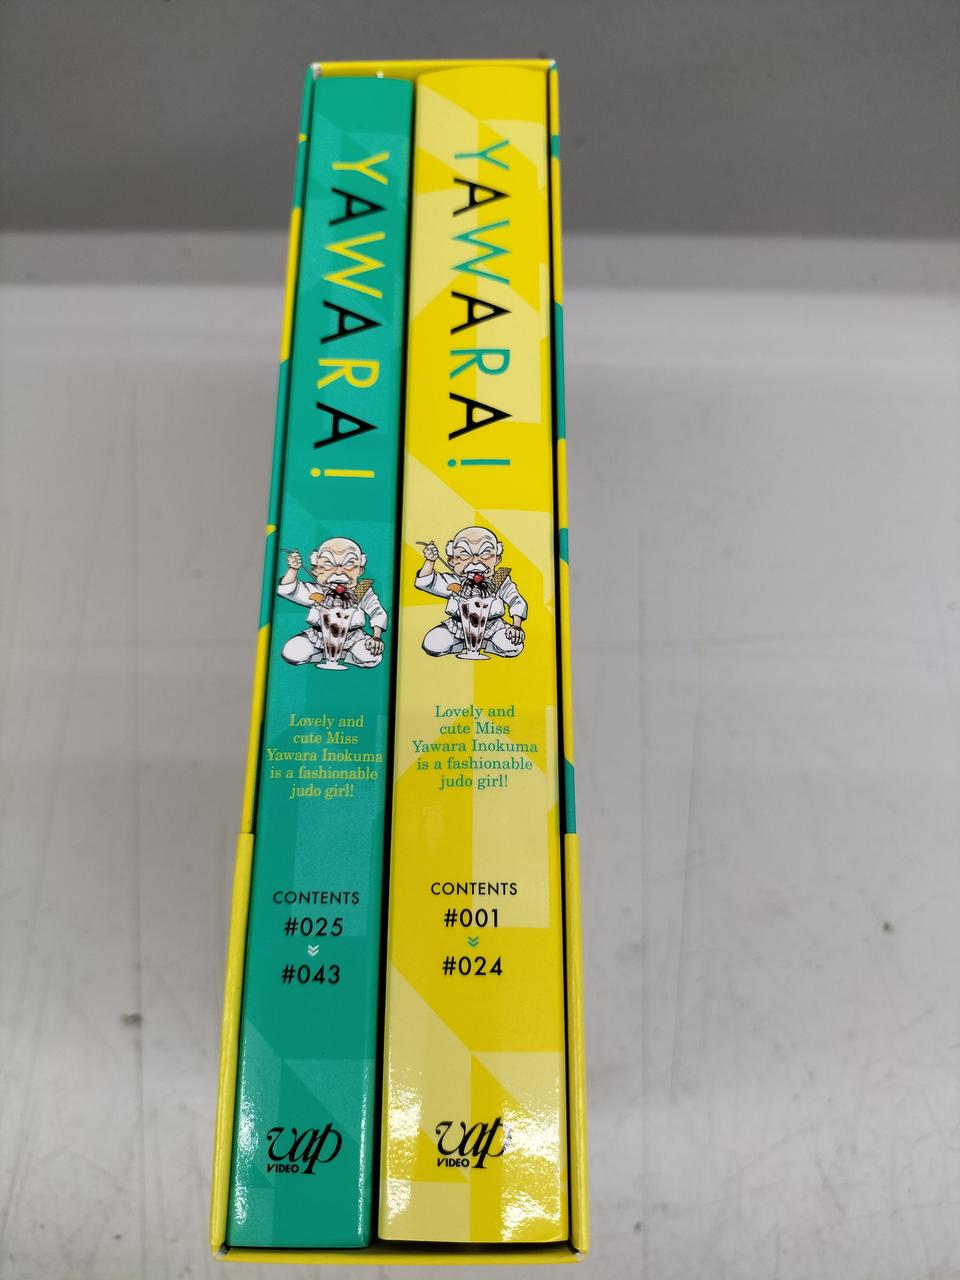 YAWARA!
Lovely and
cute Miss
Yawara Inokuma
is a fashionable
judo girl!
CONTENTS
#025
#043
vap
VIDEO
YAWARA!
Lovely and
cute Miss
Yawara Inokuma
is a fashionable
judo girl!
CONTENTS
#001
#024
vap
VIDEO